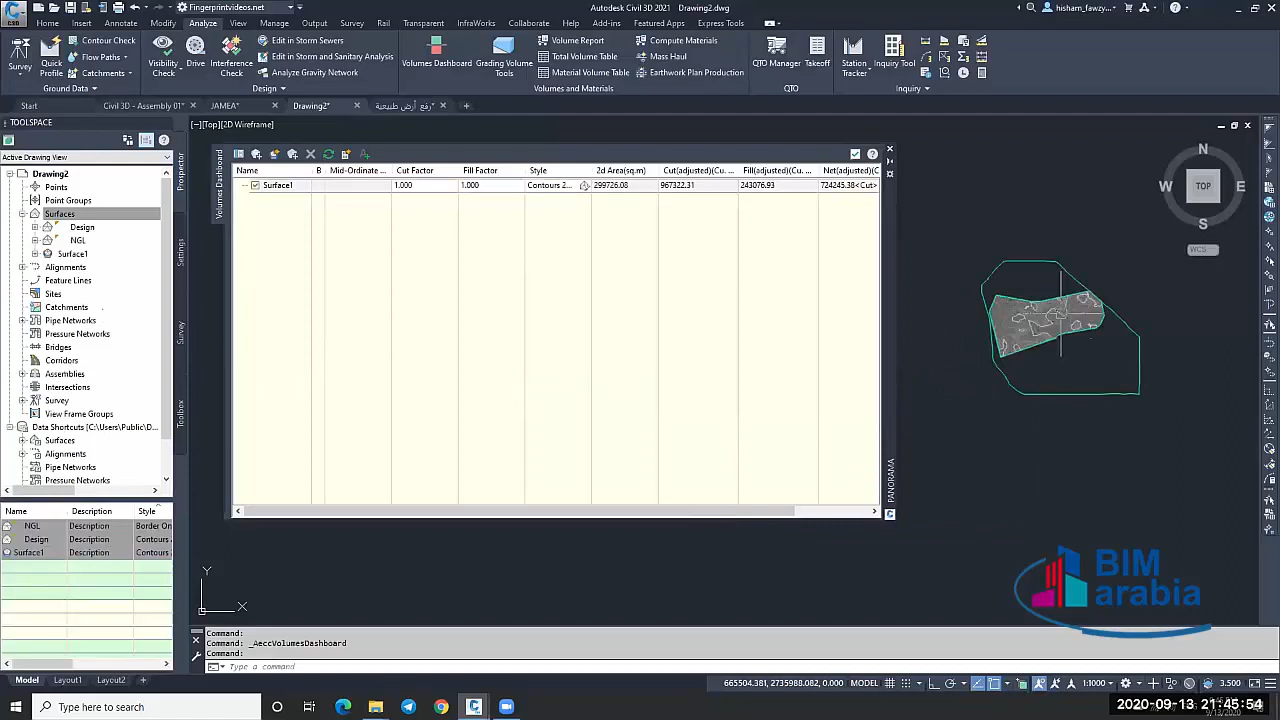 Fingerprintvideos.net
Autodesk Civil 3D 2021 Drawing2.dwg
hisham_fawzy...
Home Insert Annotate Modify Analyze View Manage Output Survey Rail Transparent InfraWorks Collaborate Help Add-ins Featured Apps Express Tools
Survey
Quick Profile
Contour Check
Flow Paths
Catchments
Ground Data
Visibility Check
Drive
Interference Check
Edit in Storm Sewers
Edit in Storm and Sanitary Analysis
Analyze Gravity Network
Design
Volumes Dashboard
Grading Volume Tools
Volume Report
Total Volume Table
Material Volume Table
Compute Materials
Mass Haul
Earthwork Plan Production
Volumes and Materials
QTO Manager
Takeoff
QTO
Station Tracker
Inquiry Tool
Inquiry
Start Civil 3D - Assembly 01* JAMEA* Drawing2* رفع أرض طبيعية*
TOOLSPACE
Active Drawing View
Drawing2
Points
Point Groups
Surfaces
Design
NGL
Surface1
Alignments
Feature Lines
Sites
Catchments
Pipe Networks
Pressure Networks
Bridges
Corridors
Assemblies
Intersections
Survey
View Frame Groups
Data Shortcuts [C:\Users\Public\D...
Surfaces
Alignments
Pipe Networks
Pressure Networks
Prospector
Settings
Survey
Toolbox
Name Description Style
NGL Description Border On
Design Description Contours 2
Surface1 Description Contours
[−][Top][2D Wireframe]
Volumes Dashboard
Name B Mid-Ordinate ... Cut Factor Fill Factor Style 2d Area(sq.m) Cut(adjusted)(Cu. ... Fill(adjusted)(Cu. ... Net(adjusted)(C
Surface1 1.000 1.000 Contours 2... 299726.08 967322.31 243076.93 724245.38<Cut>
PANORAMA
N
W TOP
S
WCS
Y
X
BIM
arabia
Command:
Command: _AeccVolumesDashboard
Command:
Type a command
Model Layout1 Layout2
665504.381, 2735988.082, 0.000 MODEL 1:1000 3.500
Type here to search
2020-09-13 21:45:54